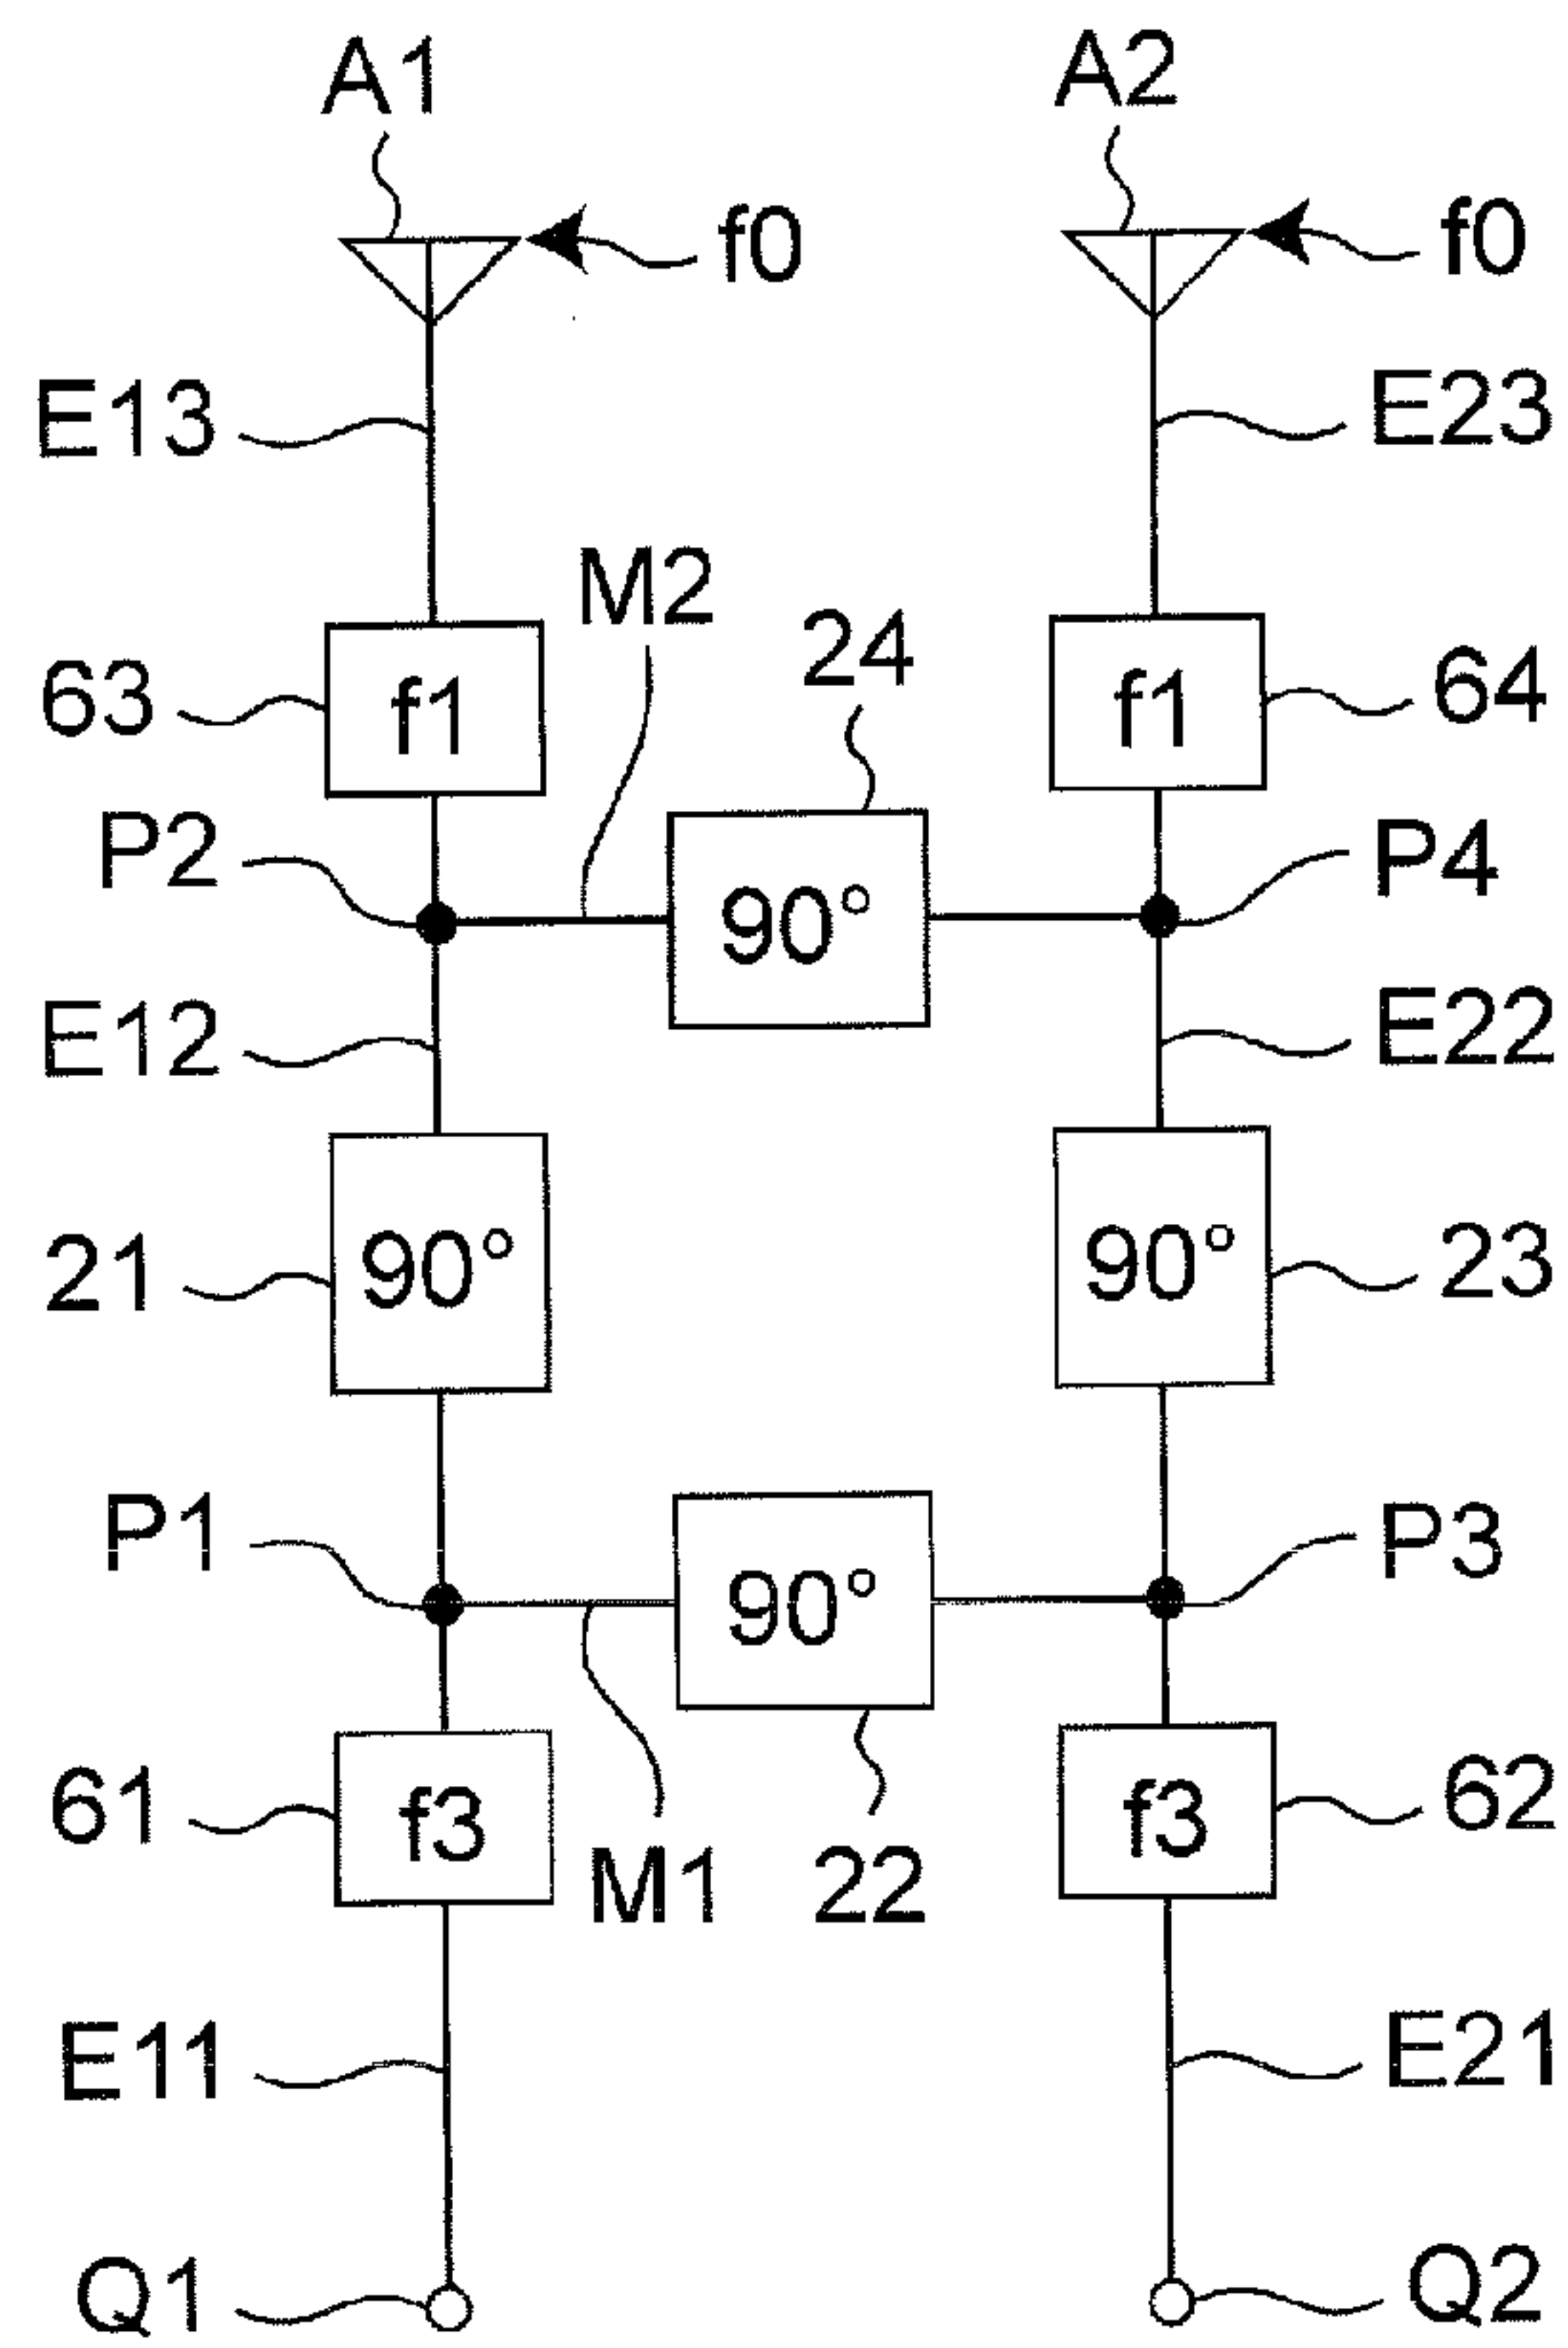 A1 A2
f0 f0
E13 E23
M2
24
63 f1 f1 64
P2 P4
90°
E12 E22
21 90° 90° 23
P1 P3
90°
61 f3 f3 62
M1 22
E11 E21
Q1 Q2